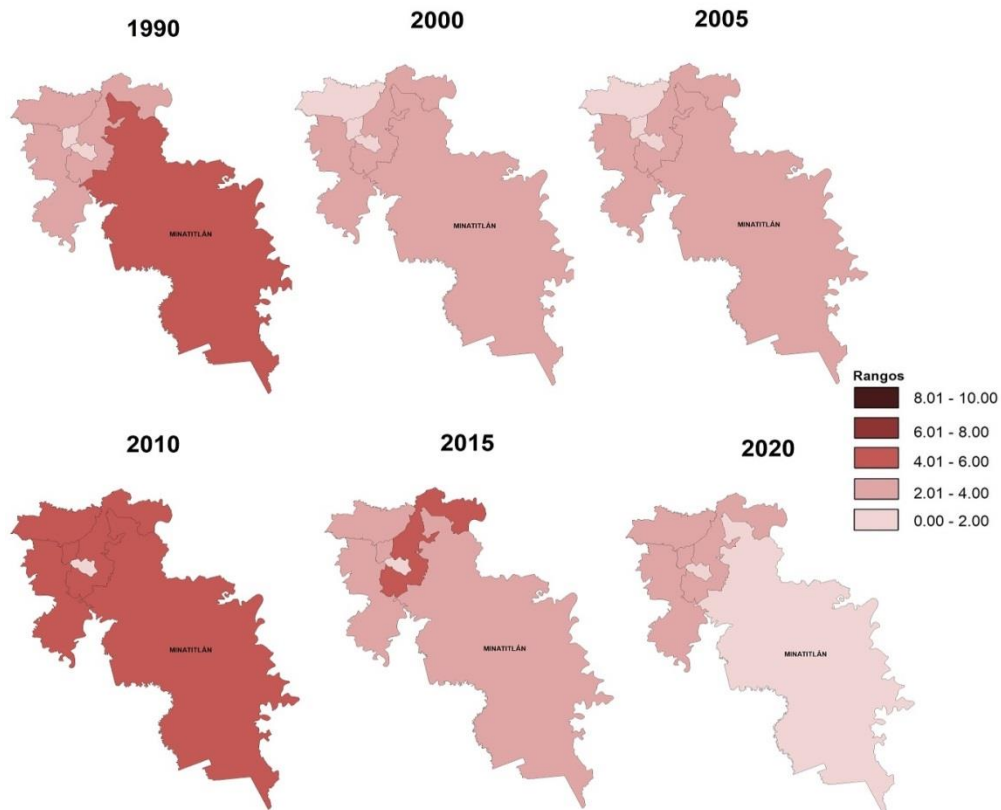 1990
2000
2005
MINATITLÁN
MINATITLÁN
MINATITLÁN
Rangos
8.01 - 10.00
6.01 - 8.00
4.01 - 6.00
2.01 - 4.00
0.00 - 2.00
2010
2015
2020
MINATITLÁN
MINATITLÁN
MINATITLÁN